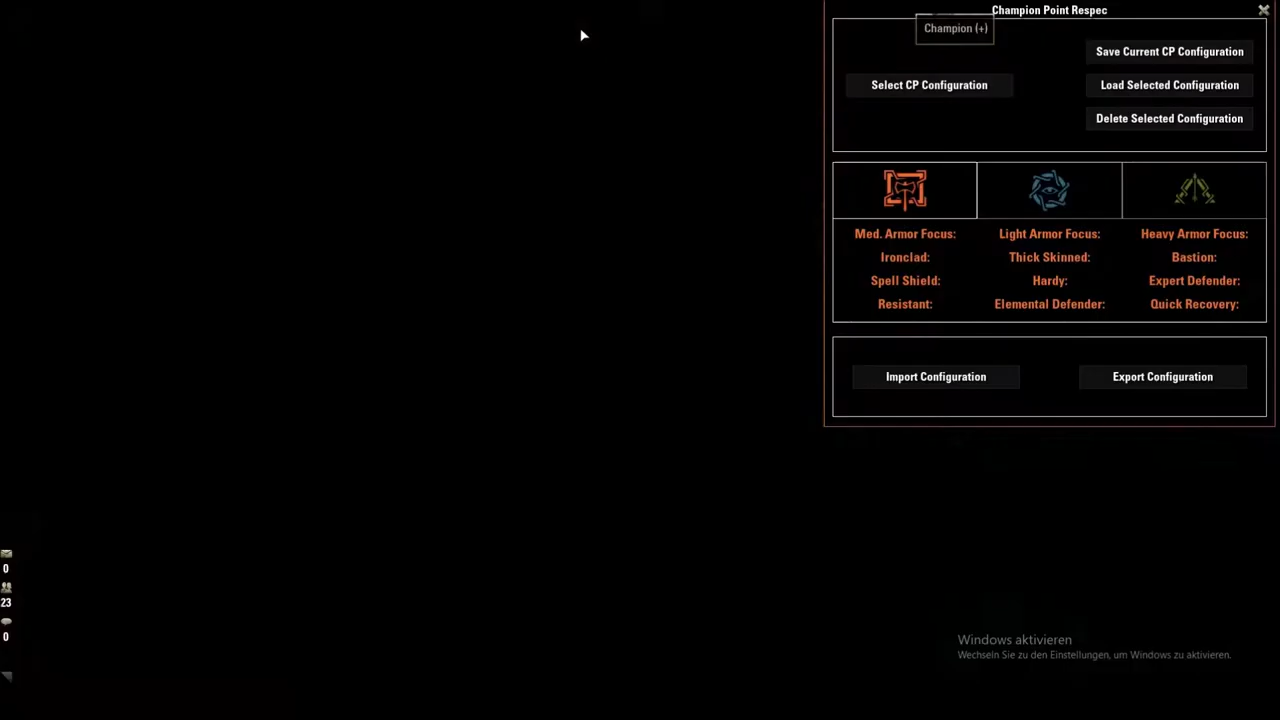 Champion Point Respec
Champion (+)
Save Current CP Configuration
Select CP Configuration
Load Selected Configuration
Delete Selected Configuration
Med. Armor Focus: Light Armor Focus: Heavy Armor Focus:
Ironclad: Thick Skinned: Bastion:
Spell Shield: Hardy: Expert Defender:
Resistant: Elemental Defender: Quick Recovery:
Import Configuration Export Configuration
0
23
0
Windows aktivieren
Wechseln Sie zu den Einstellungen, um Windows zu aktivieren.